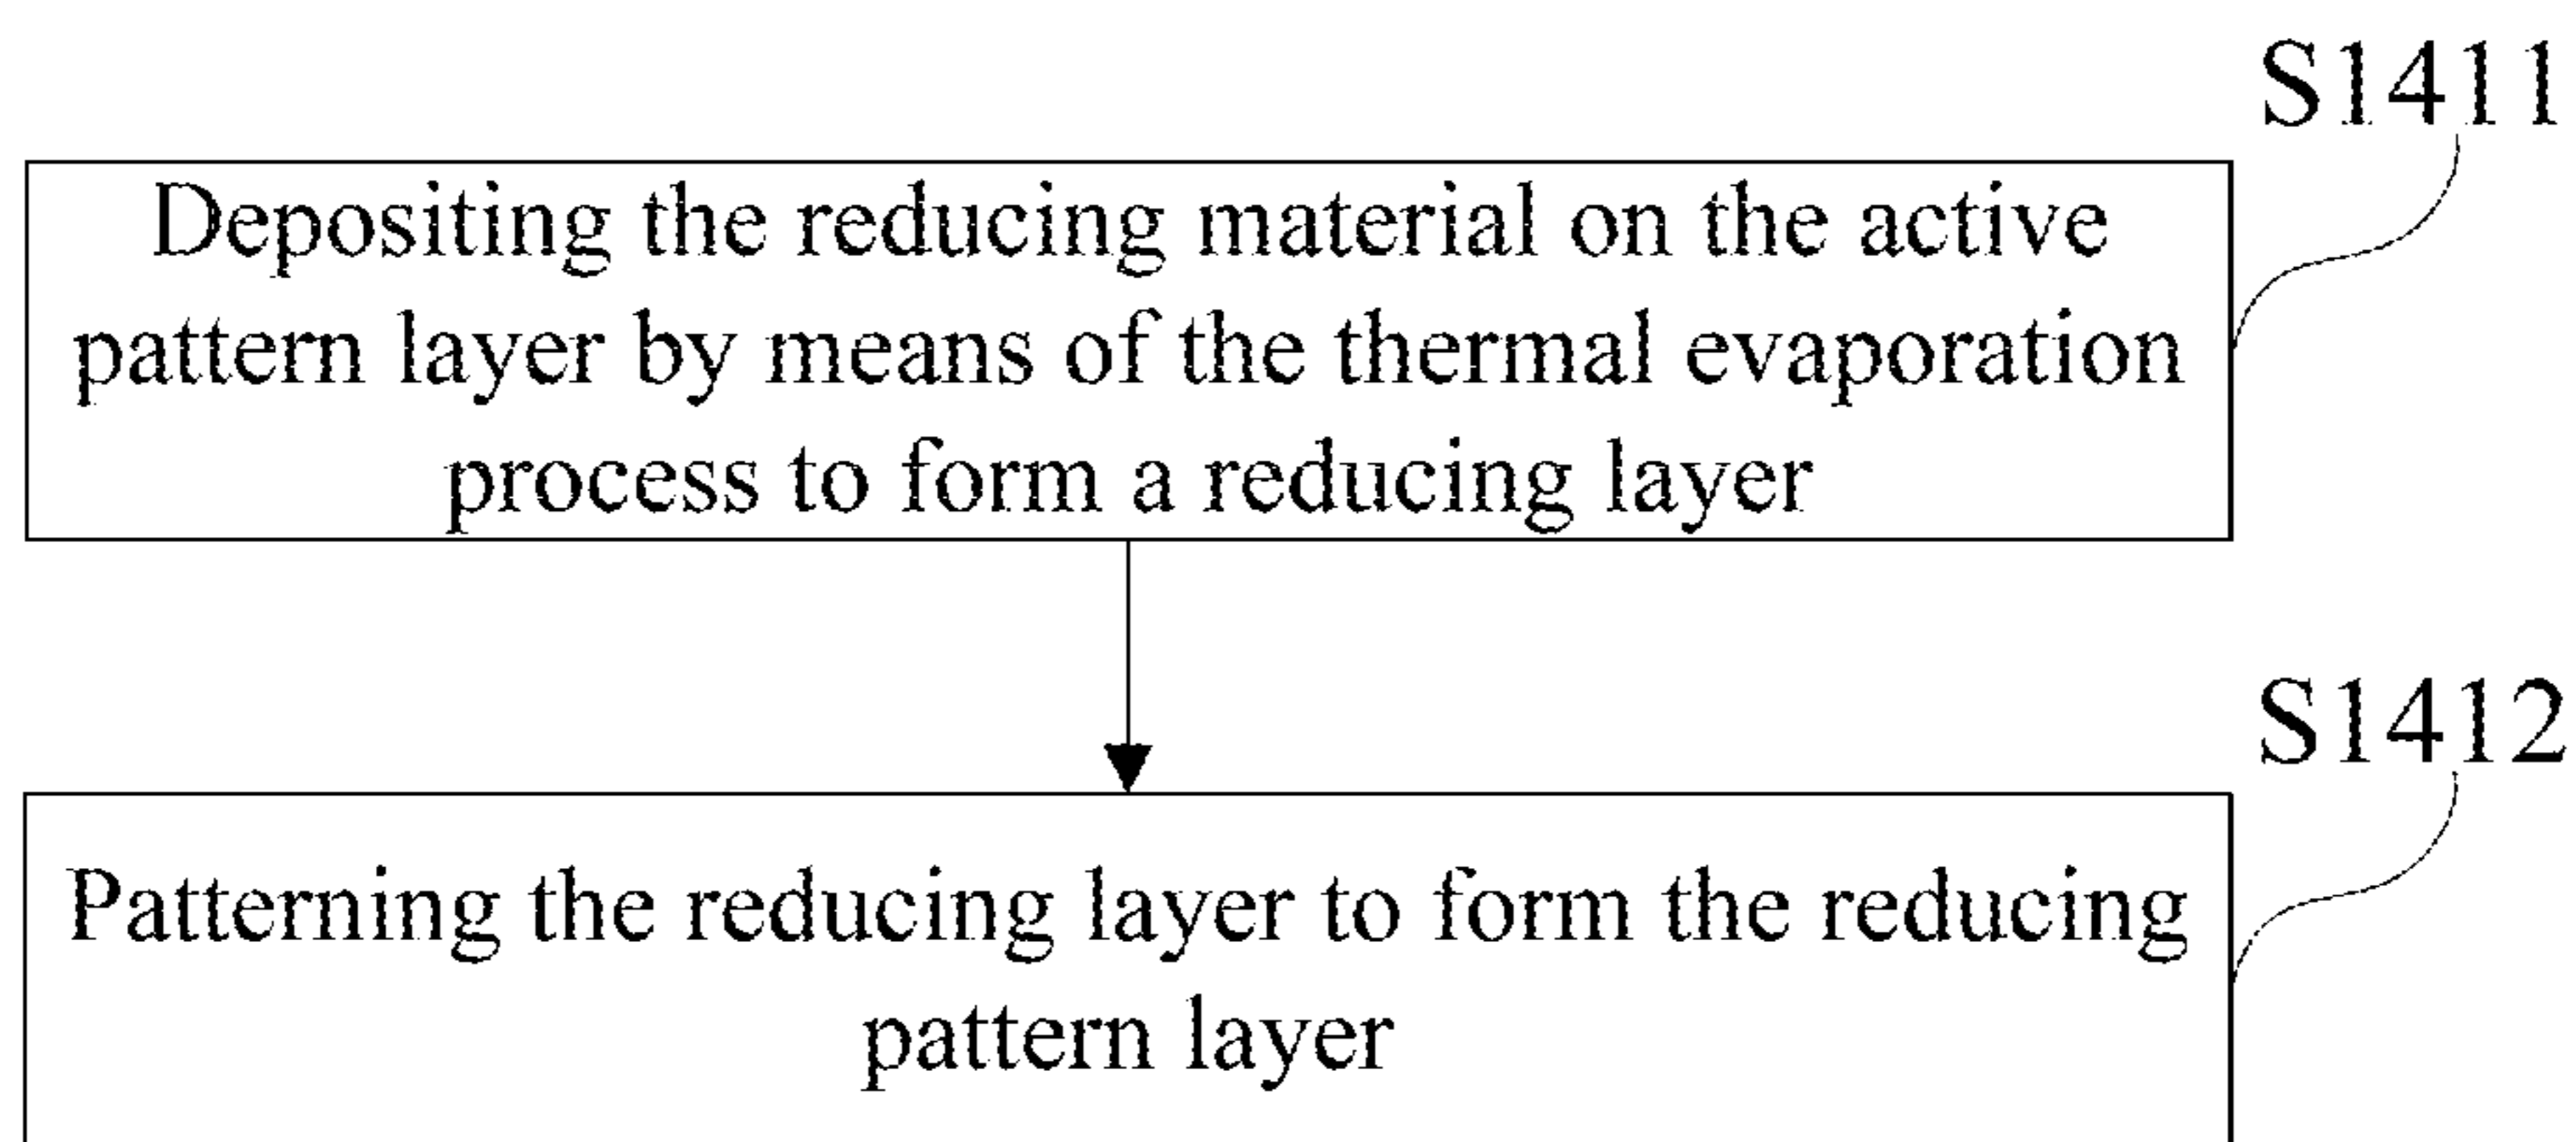 S1411
Depositing the reducing material on the active
pattern layer by means of the thermal evaporation
process to form a reducing layer
S1412
Patterning the reducing layer to form the reducing
pattern layer